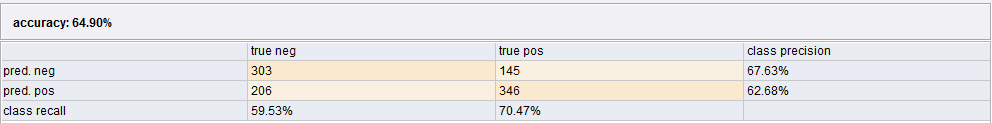 accuracy: 64.90%
true neg true pos class precision
pred. neg 303 145 67.63%
pred. pos 206 346 62.68%
class recall 59.53% 70.47%